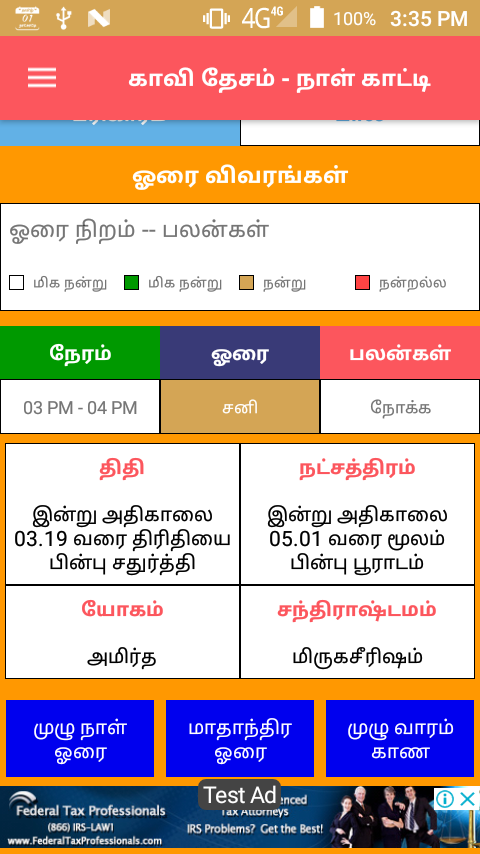 4G 4G 100% 3:35 PM
காவி தேசம் - நாள் காட்டி
ஓரை விவரங்கள்
ஓரை நிறம் -- பலன்கள்
மிக நன்று மிக நன்று நன்று நன்றல்ல
நேரம் ஓரை பலன்கள்
03 PM - 04 PM சனி நோக்க
திதி நட்சத்திரம்
இன்று அதிகாலை இன்று அதிகாலை
03.19 வரை திரிதியை 05.01 வரை மூலம்
பின்பு சதுர்த்தி பின்பு பூராடம்
யோகம் சந்திராஷ்டமம்
அமிர்த மிருகசீரிஷம்
முழு நாள் மாதாந்திர முழு வாரம்
ஓரை ஓரை காண
Test Ad
Federal Tax Professionals
(866) IRS-LAW1
www.FederalTaxProfessionals.com
Tax Attorneys
IRS Problems? Get the Best!